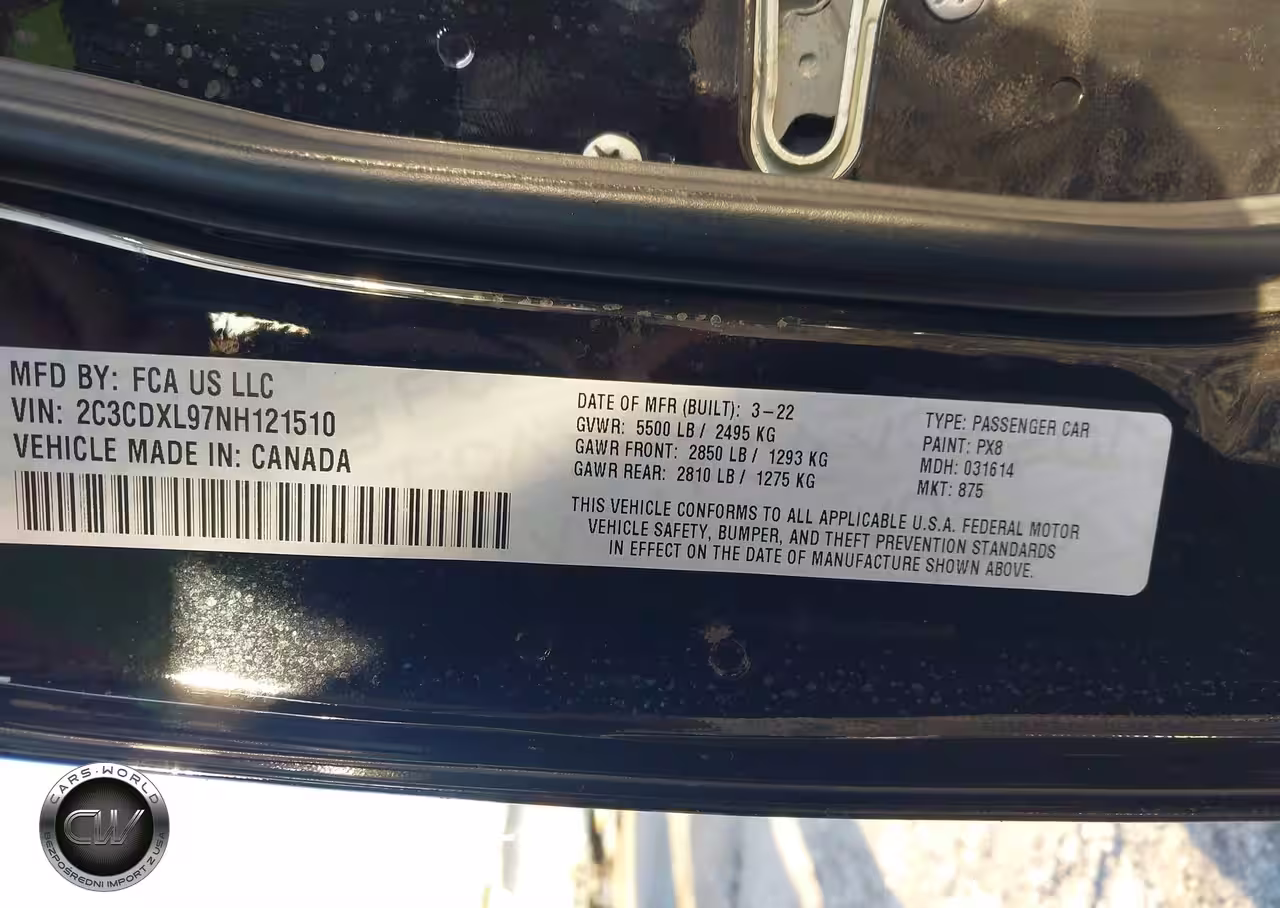 MFD BY: FCA US LLC
VIN: 2C3CDXL97NH121510
VEHICLE MADE IN: CANADA
DATE OF MFR (BUILT): 3-22
GVWR: 5500 LB / 2495 KG
GAWR FRONT: 2850 LB / 1293 KG
GAWR REAR: 2810 LB / 1275 KG
TYPE: PASSENGER CAR
PAINT: PX8
MDH: 031614
MKT: 875
THIS VEHICLE CONFORMS TO ALL APPLICABLE U.S.A. FEDERAL MOTOR
VEHICLE SAFETY, BUMPER, AND THEFT PREVENTION STANDARDS
IN EFFECT ON THE DATE OF MANUFACTURE SHOWN ABOVE.
CARS-WORLD
CW
BEZPOŚREDNI IMPORT Z USA